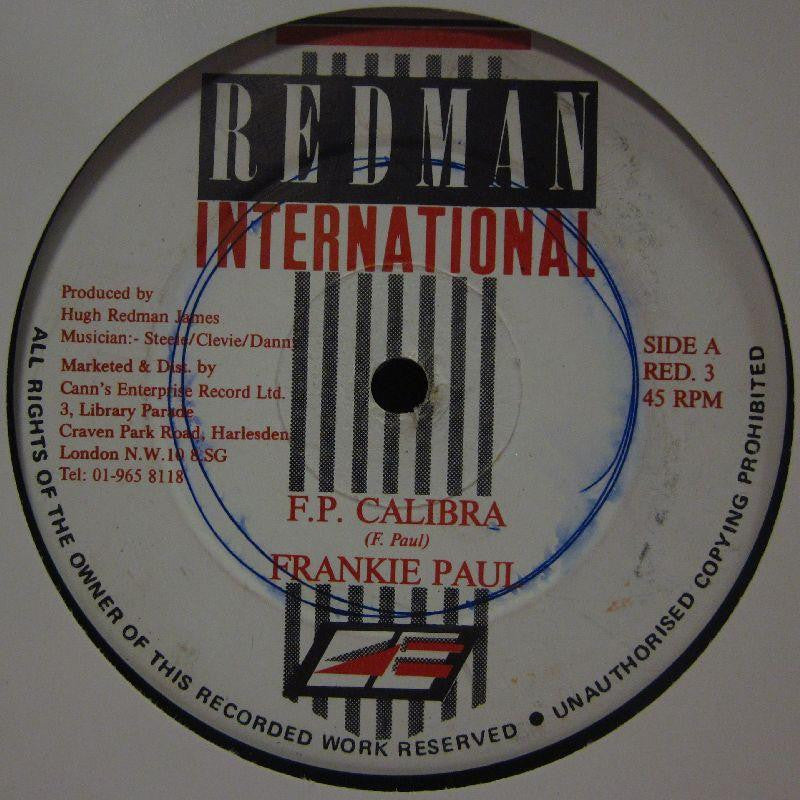 REDMAN
INTERNATIONAL
Produced by
Hugh Redman James
Musician:- Steele/Clevie/Dann
Marketed & Dist. by
Cann's Enterprise Record Ltd.
3, Library Parade
Craven Park Road, Harlesden
London N.W.10 8SG
Tel: 01-965 8118
SIDE A
RED. 3
45 RPM
F.P. CALIBRA
(F. Paul)
FRANKIE PAUL
ALL RIGHTS OF THE OWNER OF THIS RECORDED WORK RESERVED ● UNAUTHORISED COPYING PROHIBITED